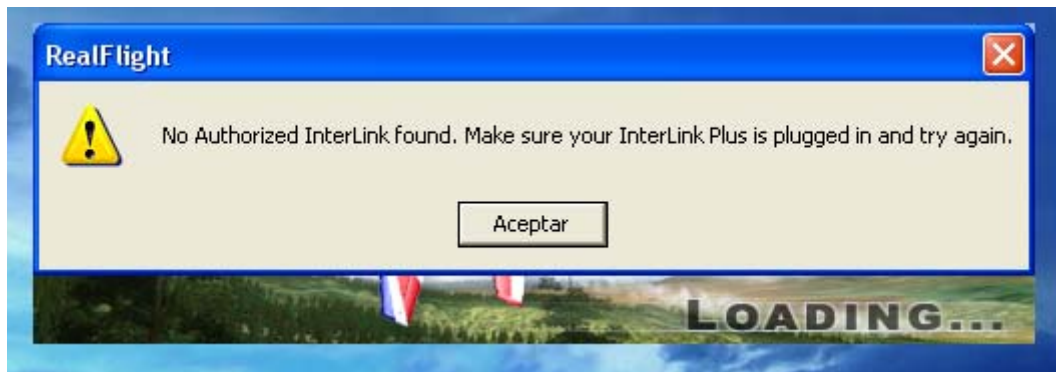 RealFlight
No Authorized InterLink found. Make sure your InterLink Plus is plugged in and try again.
Aceptar
LOADING...